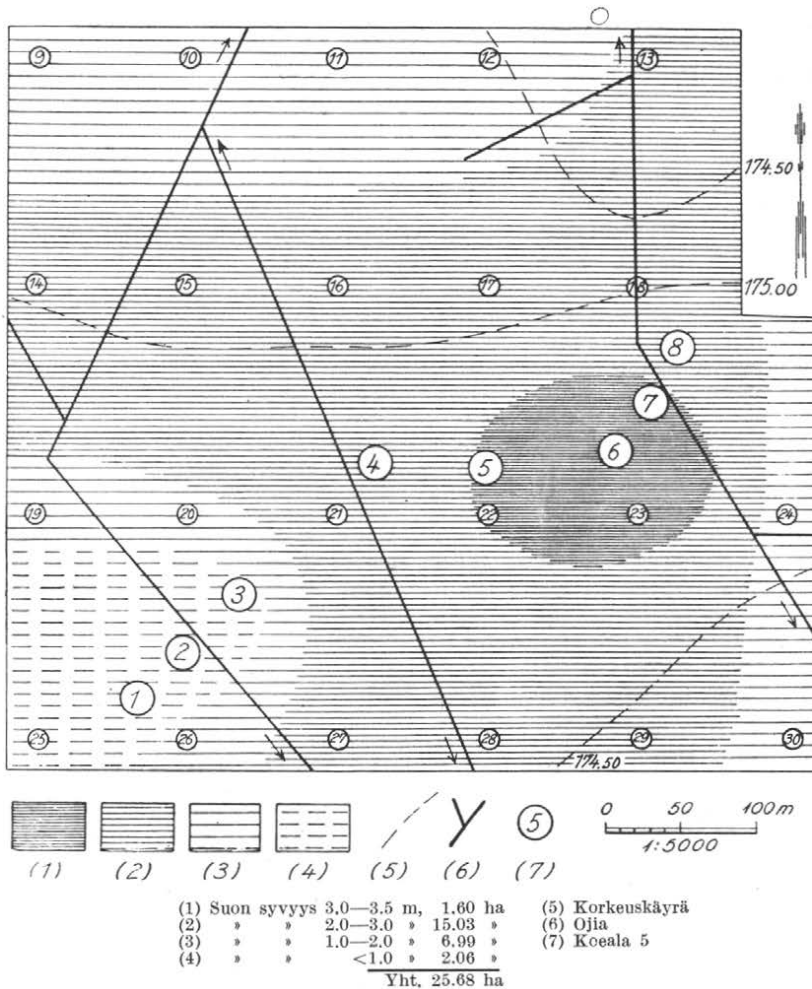 9 10 11 12 13
174.50
14 15 16 17 18
175.00
8
7
4 5 6
19 20 21 22 23 24
3
2
1
25 26 27 28 29 30
174.50
5 0 50 100 m
1:5000
(1) (2) (3) (4) (5) (6) (7)
(1) Suon syvyys 3.0—3.5 m, 1.60 ha
(2) » » 2.0—3.0 » 15.03 »
(3) » » 1.0—2.0 » 6.99 »
(4) » » <1.0 » 2.06 »
Yht. 25.68 ha
(5) Korkeuskäyrä
(6) Ojia
(7) Koeala 5